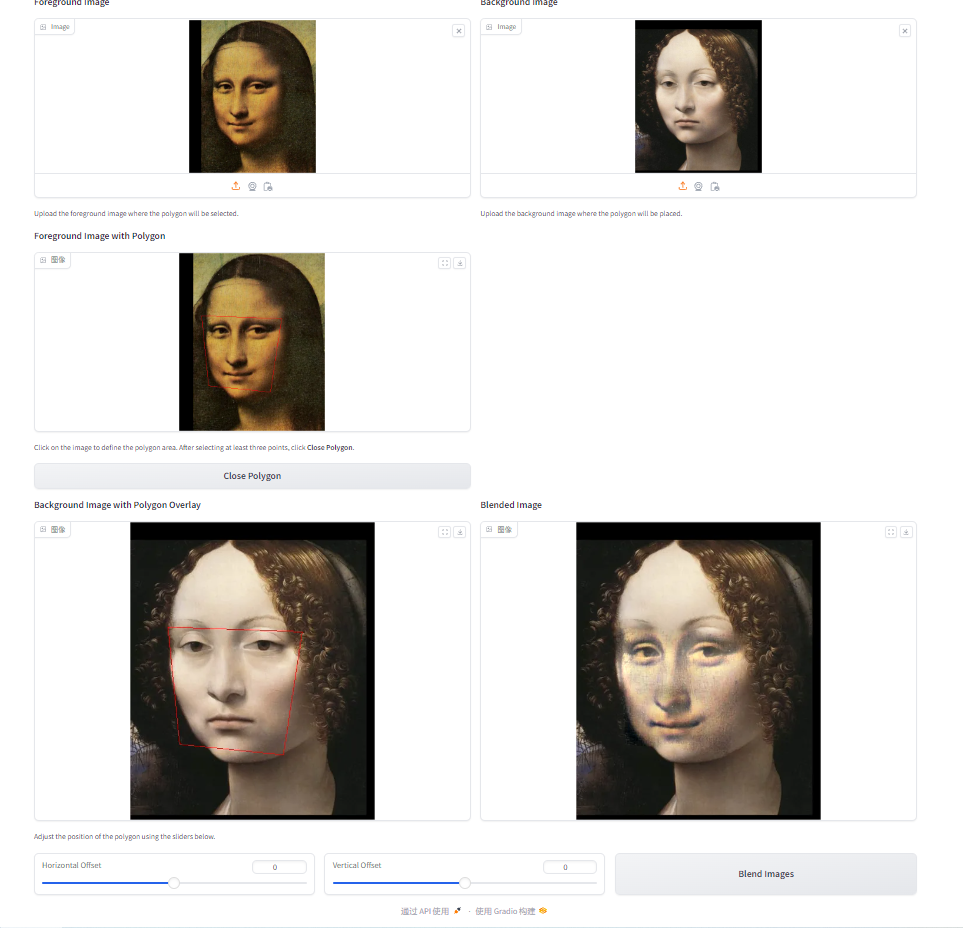 Foreground Image
Background Image
Image
Image
Upload the foreground image where the polygon will be selected.
Upload the background image where the polygon will be placed.
Foreground Image with Polygon
图像
Click on the image to define the polygon area. After selecting at least three points, click Close Polygon.
Close Polygon
Background Image with Polygon Overlay
Blended Image
图像
图像
Adjust the position of the polygon using the sliders below.
Horizontal Offset
0
Vertical Offset
0
Blend Images
通过 API 使用 · 使用 Gradio 构建